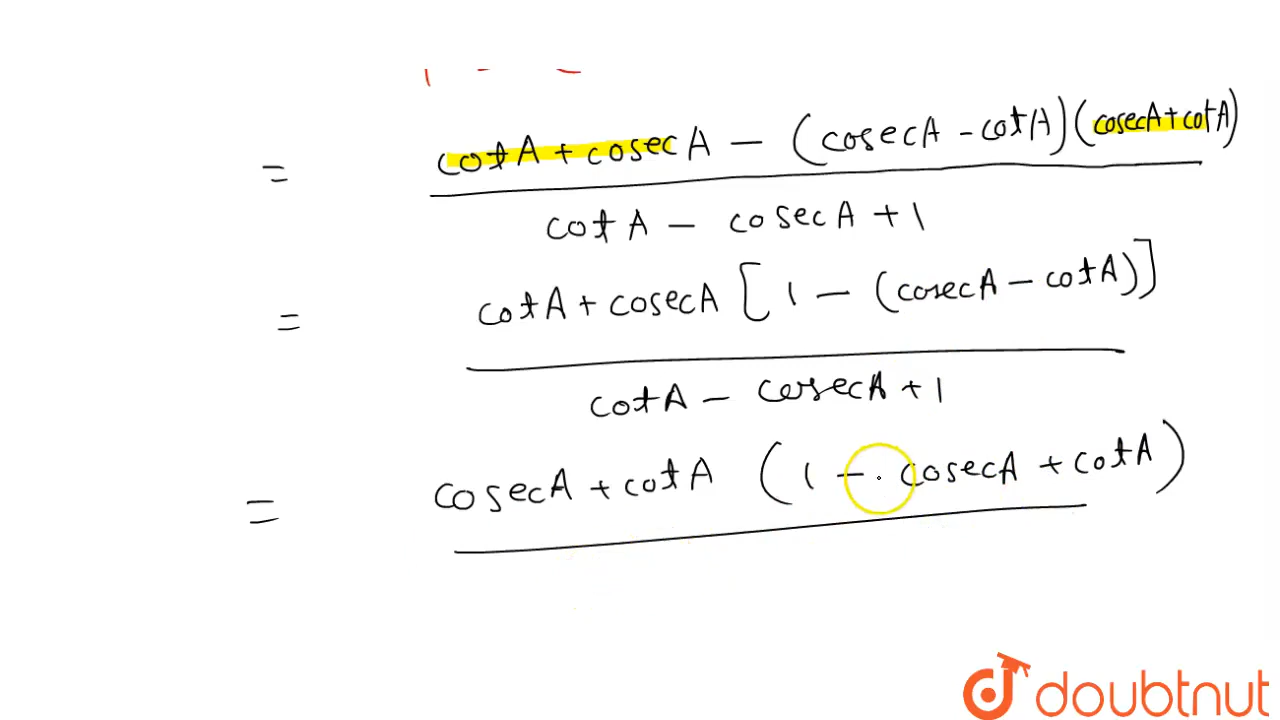 = cotA + cosecA - (cosecA - cotA)(cosecA + cotA)
cotA - cosecA + 1
= cotA + cosecA [1 - (cosecA - cotA)]
cotA - cosecA + 1
= cosecA + cotA (1 - cosecA + cotA)
doubtnut